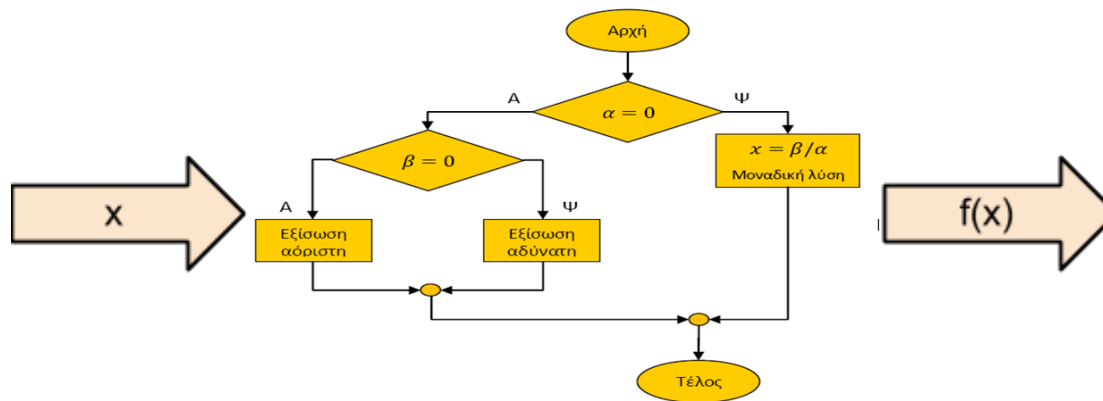 Αρχή
Α
Ψ
α = 0
β = 0
x = β/α
Μοναδική λύση
x
Α
Ψ
Εξίσωση
αόριστη
Εξίσωση
αδύνατη
f(x)
Τέλος